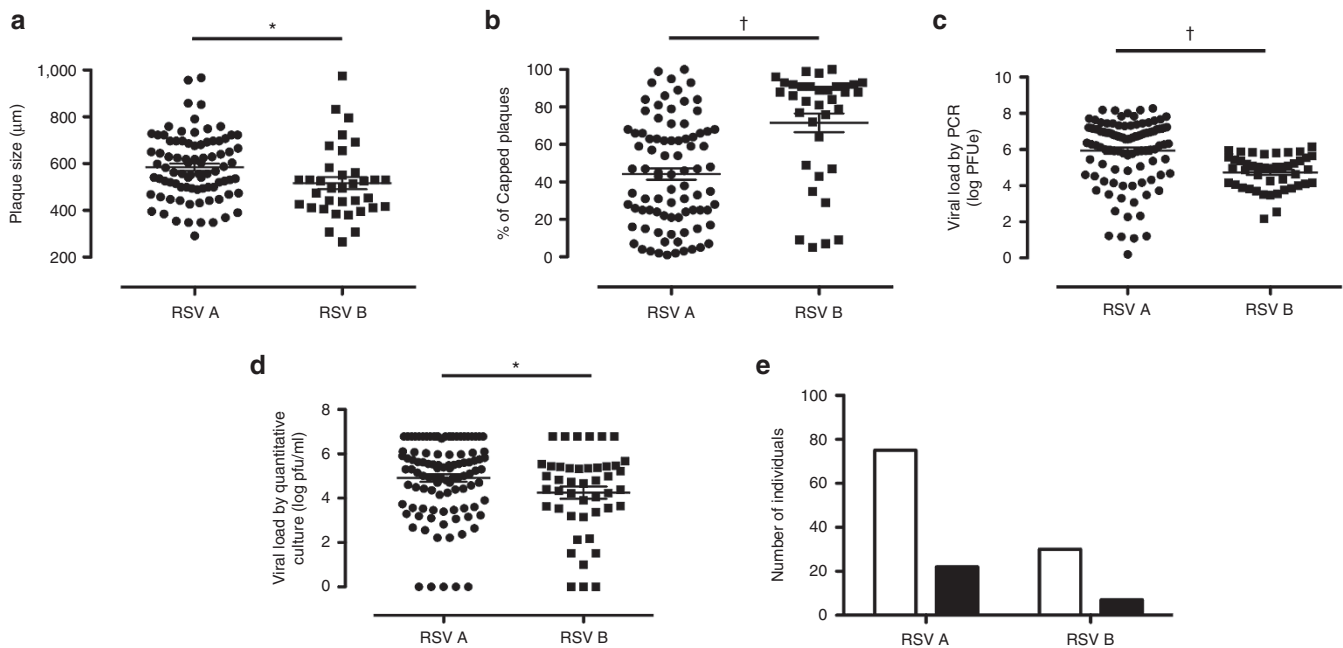 a
*
Plaque size (µm)
1,000
800
600
400
200
RSV A
RSV B
b
†
% of Capped plaques
100
80
60
40
20
0
RSV A
RSV B
c
†
Viral load by PCR
(log PFUe)
10
8
6
4
2
0
RSV A
RSV B
d
*
Viral load by quantitative
culture (log pfu/ml)
8
6
4
2
0
RSV A
RSV B
e
Number of individuals
100
80
60
40
20
0
RSV A
RSV B